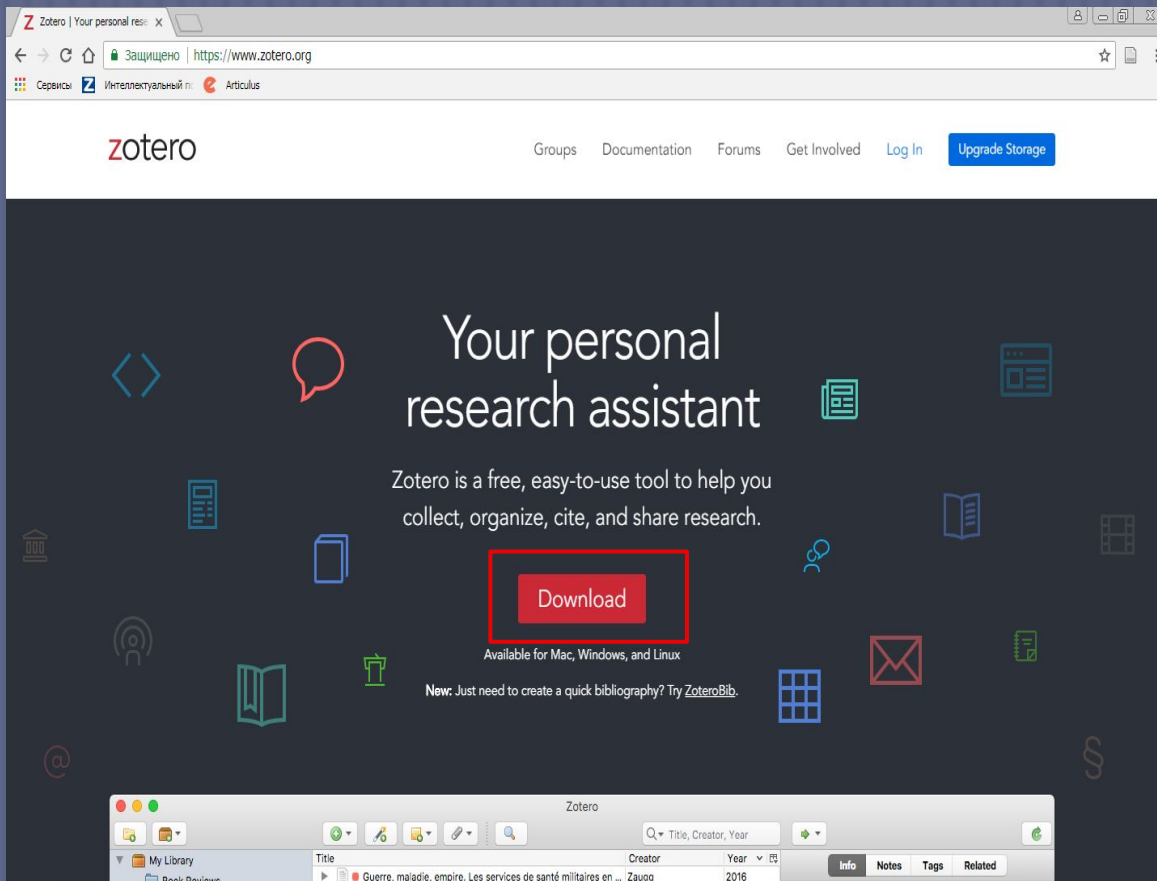 Zotero | Your personal rese
Защищено | https://www.zotero.org
Сервисы Интеллектуальный п Articulus
zotero Groups Documentation Forums Get Involved Log In Upgrade Storage
Your personal
research assistant
Zotero is a free, easy-to-use tool to help you
collect, organize, cite, and share research.
Download
Available for Mac, Windows, and Linux
New: Just need to create a quick bibliography? Try ZoteroBib.
Zotero
Title, Creator, Year
My Library Title Creator Year Info Notes Tags Related
Book Reviews Guerre, maladie, empire. Les services de santé militaires en ... Zaugg 2016